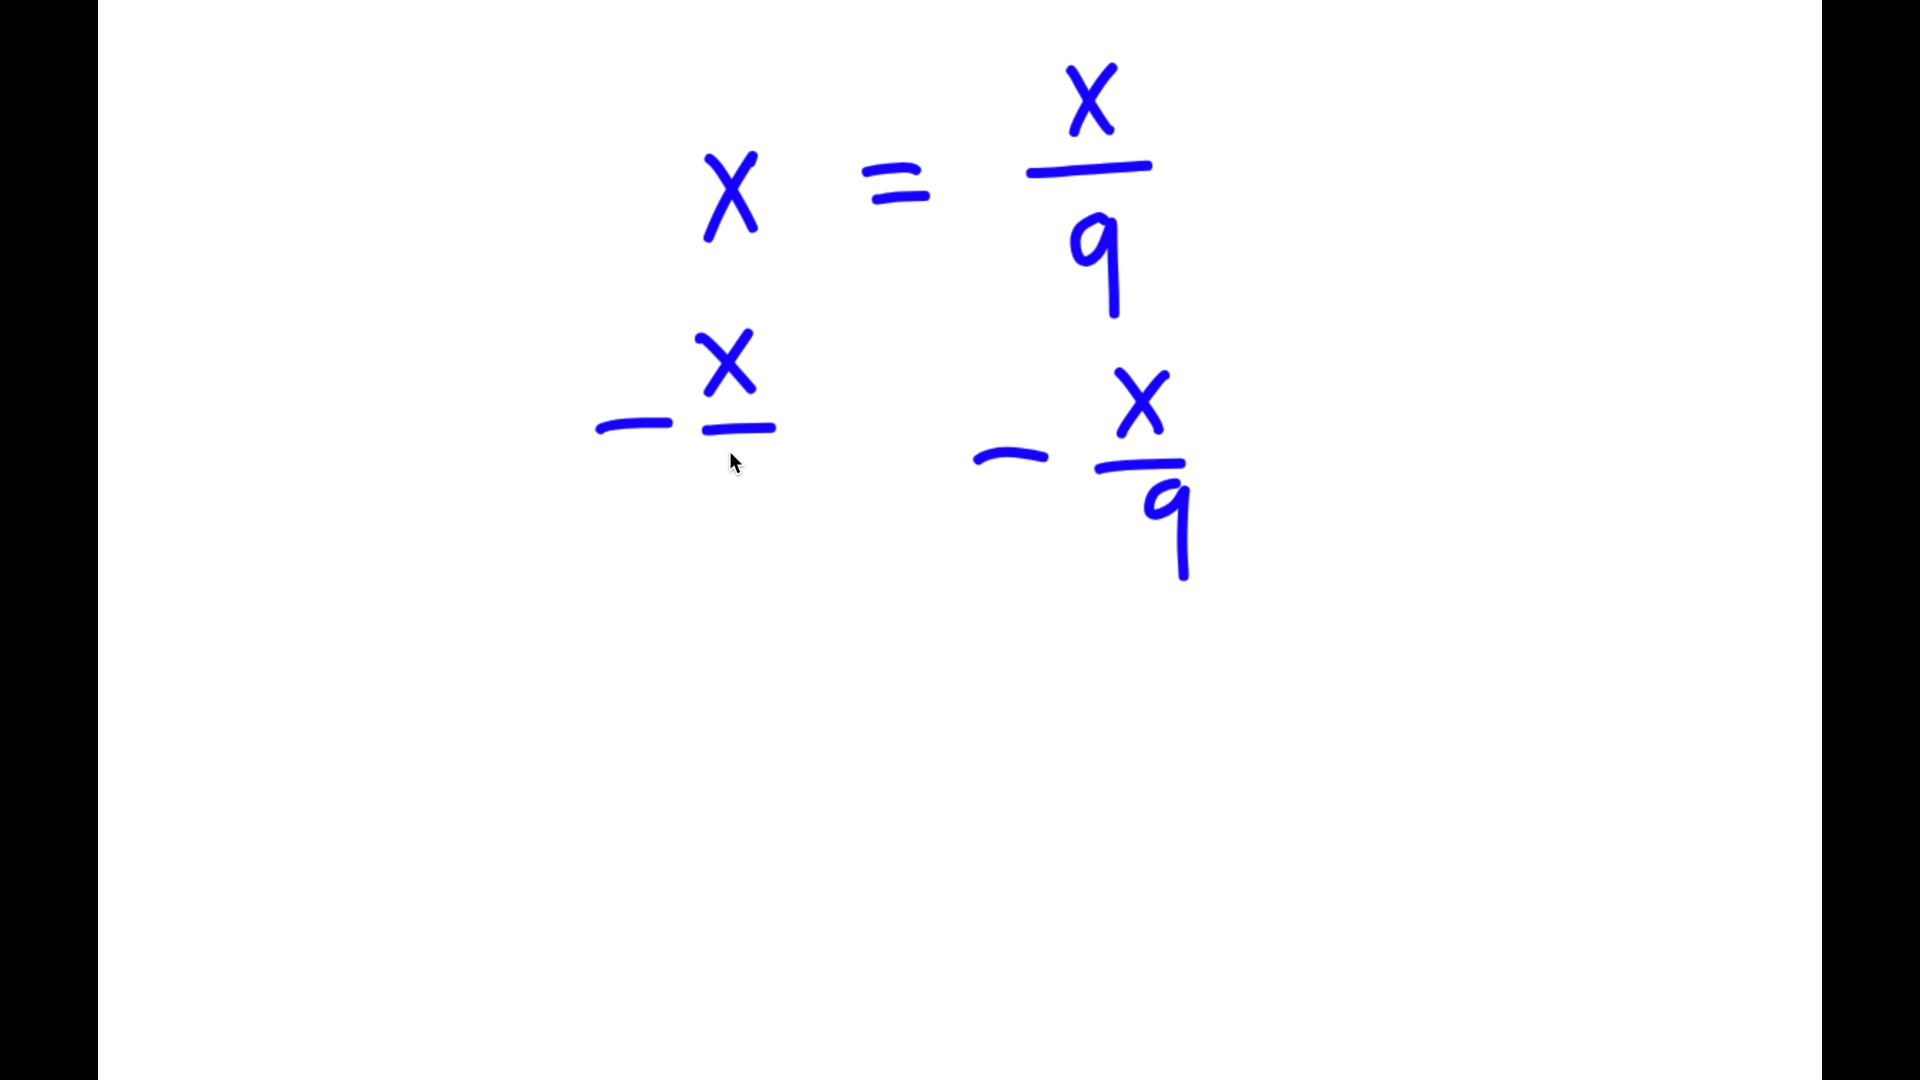 x = x/9
- x/ - x/9